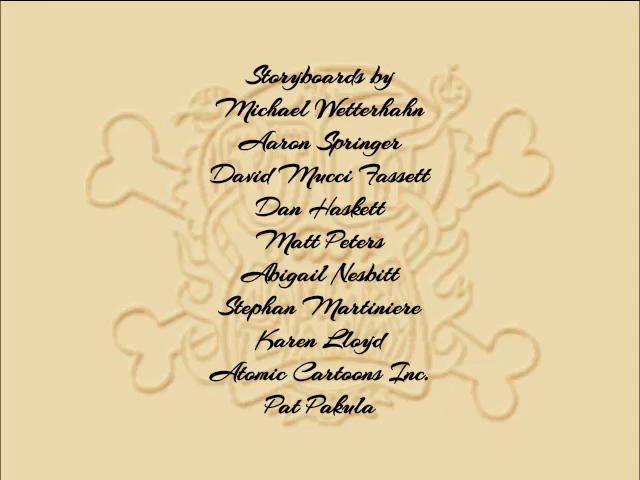 Storyboards by
Michael Wetterhahn
Aaron Springer
David Mucci Fassett
Dan Haskett
Matt Peters
Abigail Nesbitt
Stephan Martiniere
Karen Lloyd
Atomic Cartoons Inc.
Pat Pakula